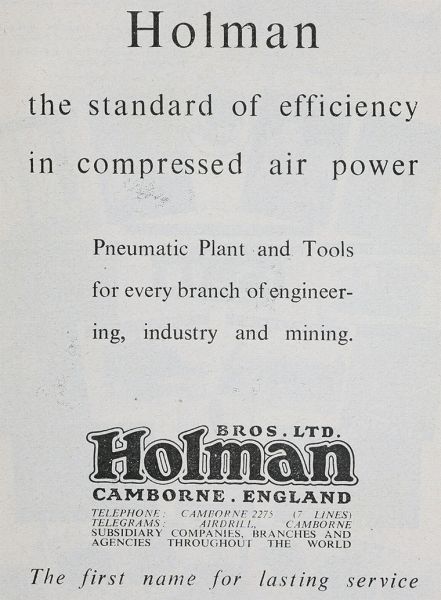 Holman
the standard of efficiency
in compressed air power
Pneumatic Plant and Tools
for every branch of engineer-
ing, industry and mining.
BROS. LTD.
Holman
CAMBORNE. ENGLAND
TELEPHONE: CAMBORNE 2275 (7 LINES)
TELEGRAMS: AIRDRILL, CAMBORNE
SUBSIDIARY COMPANIES, BRANCHES AND
AGENCIES THROUGHOUT THE WORLD
The first name for lasting service